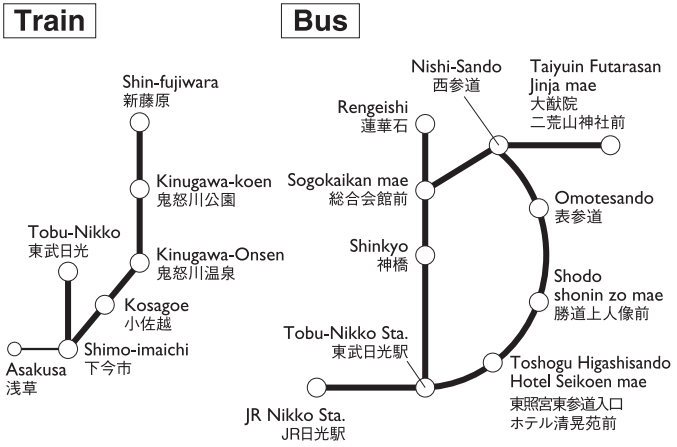 Train
Shin-fujiwara
新藤原
Kinugawa-koen
鬼怒川公園
Tobu-Nikko
東武日光
Kinugawa-Onsen
鬼怒川温泉
Kosagoe
小佐越
Shimo-imaichi
下今市
Asakusa
浅草
Bus
Nishi-Sando
西参道
Taiyuin Futarasan
Jinja mae
大猷院
二荒山神社前
Rengeishi
蓮華石
Sogokaikan mae
総合会館前
Omotesando
表参道
Shinkyo
神橋
Shodo
shonin zo mae
勝道上人像前
Tobu-Nikko Sta.
東武日光駅
Toshogu Higashisando
Hotel Seikoen mae
東照宮東参道入口
ホテル清晃苑前
JR Nikko Sta.
JR日光駅